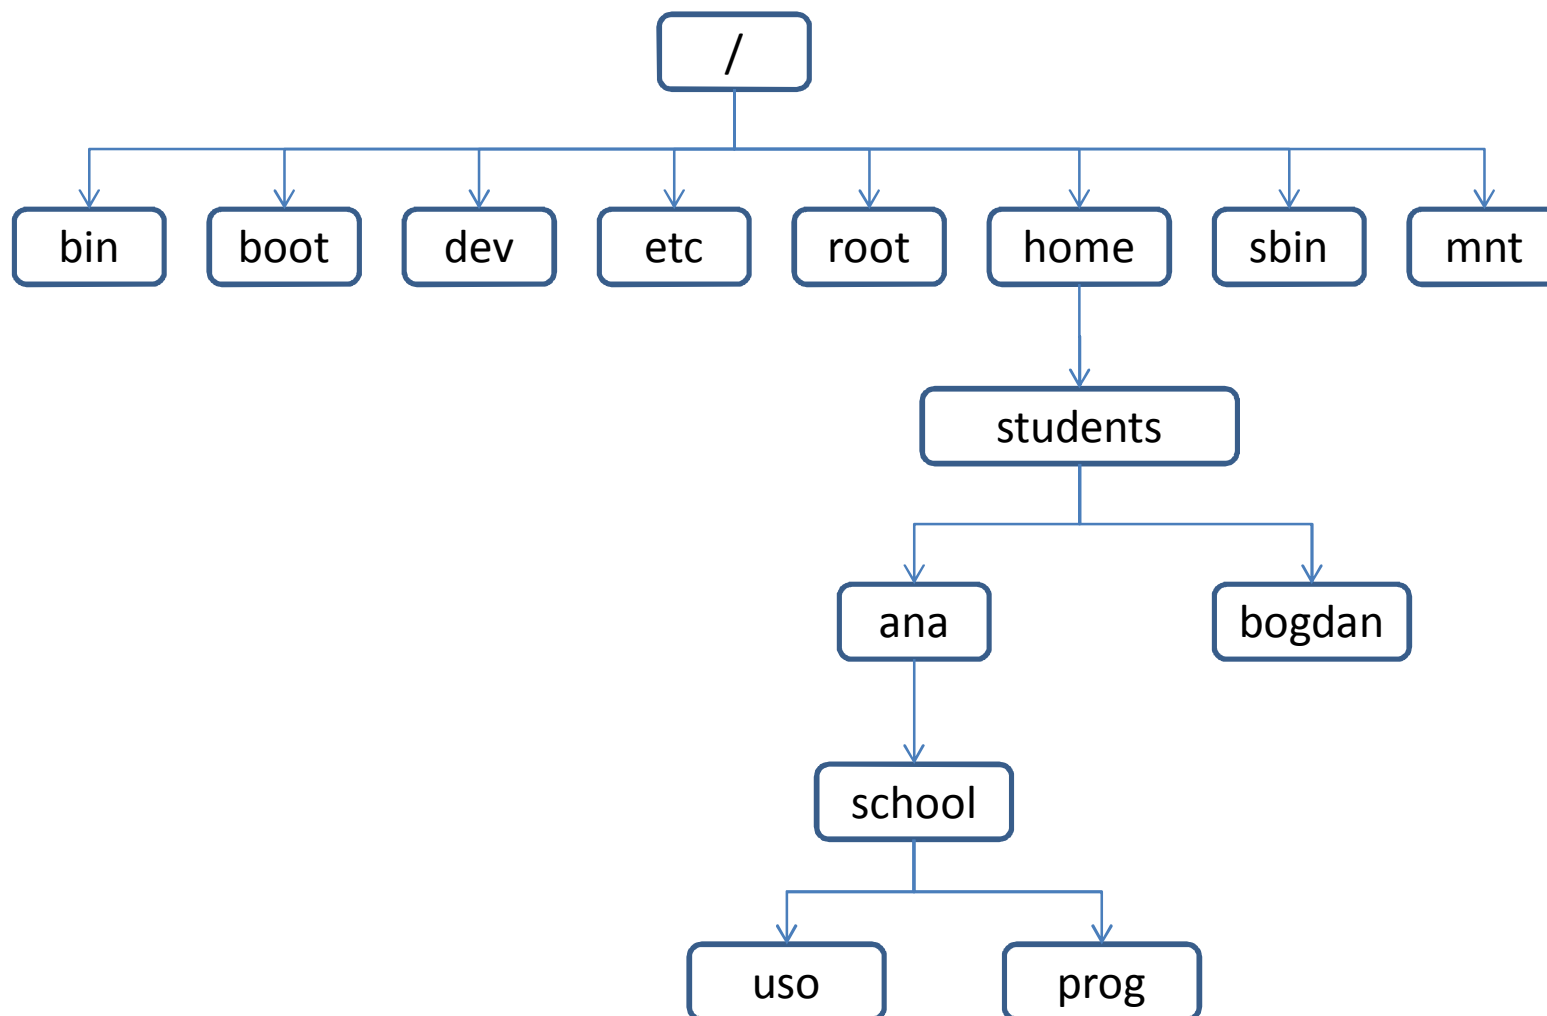 /
bin boot dev etc root home sbin mnt
students
ana bogdan
school
uso prog